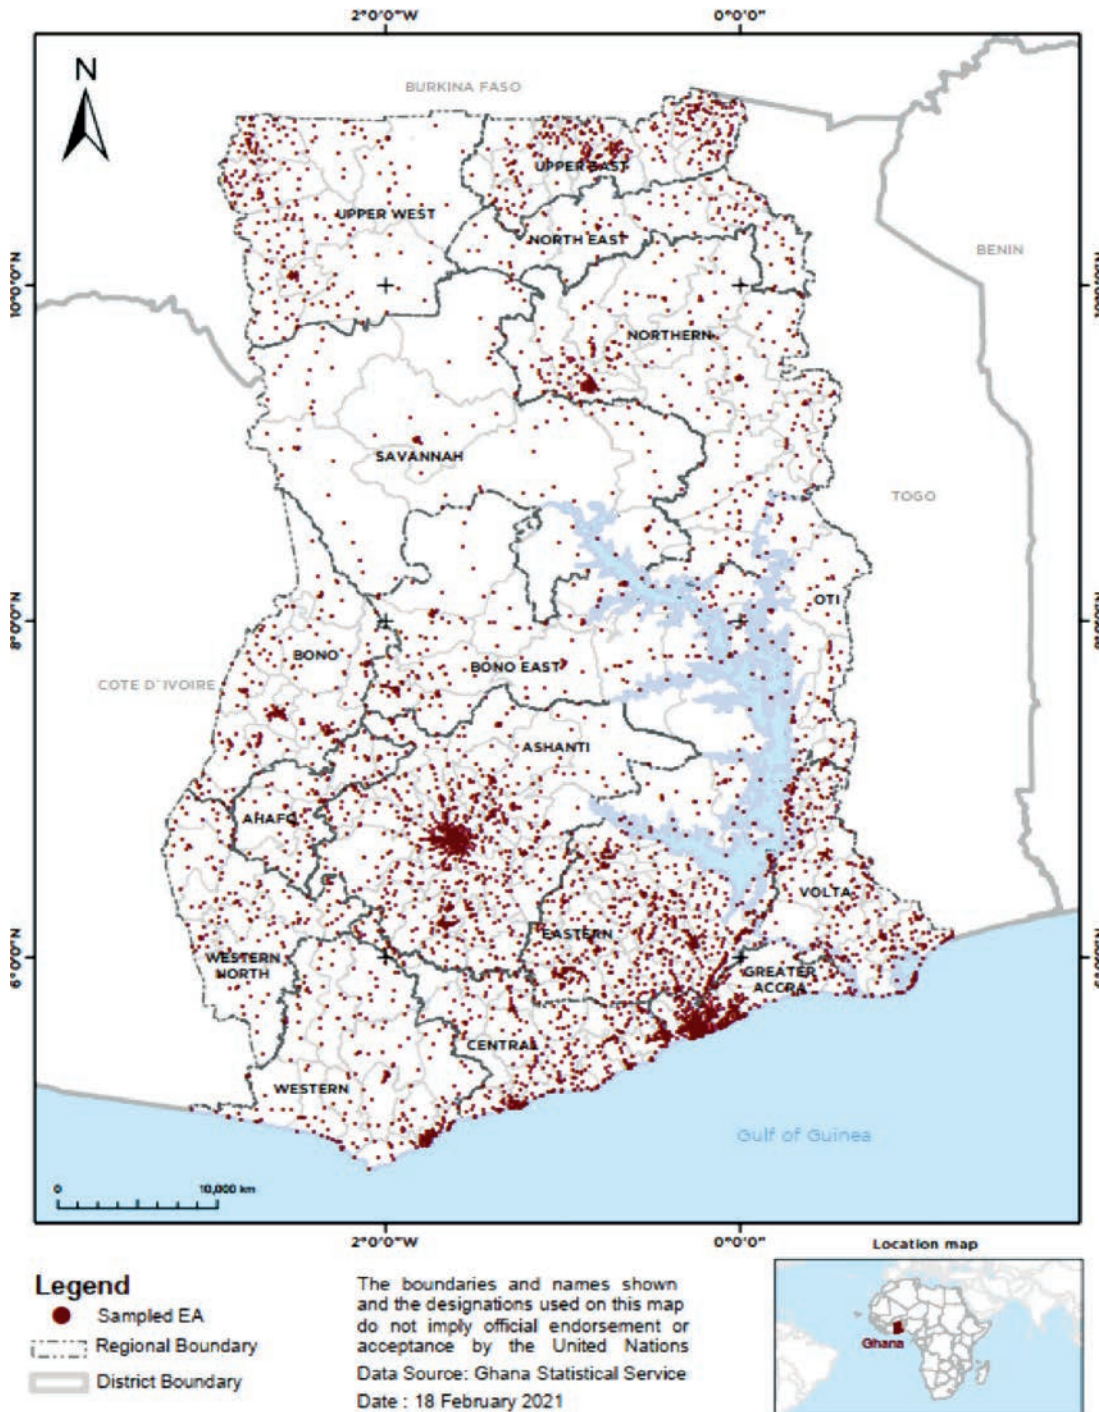 2°0'0"W 0°0'0"
N
BURKINA FASO
UPPER EAST
UPPER WEST
NORTH EAST
BENIN
NORTHERN
SAVANNAH
TOGO
OTI
8°0'0"N
BONO
BONO EAST
COTE D'IVOIRE
ASHANTI
AHAFO
VOLTA
EASTERN
6°0'0"N
WESTERN
NORTH
GREATER
ACCRA
CENTRAL
WESTERN
Gulf of Guinea
0 10,000 km
2°0'0"W 0°0'0"
Location map
Ghana
Legend
Sampled EA
Regional Boundary
District Boundary
The boundaries and names shown
and the designations used on this map
do not imply official endorsement or
acceptance by the United Nations
Data Source: Ghana Statistical Service
Date : 18 February 2021